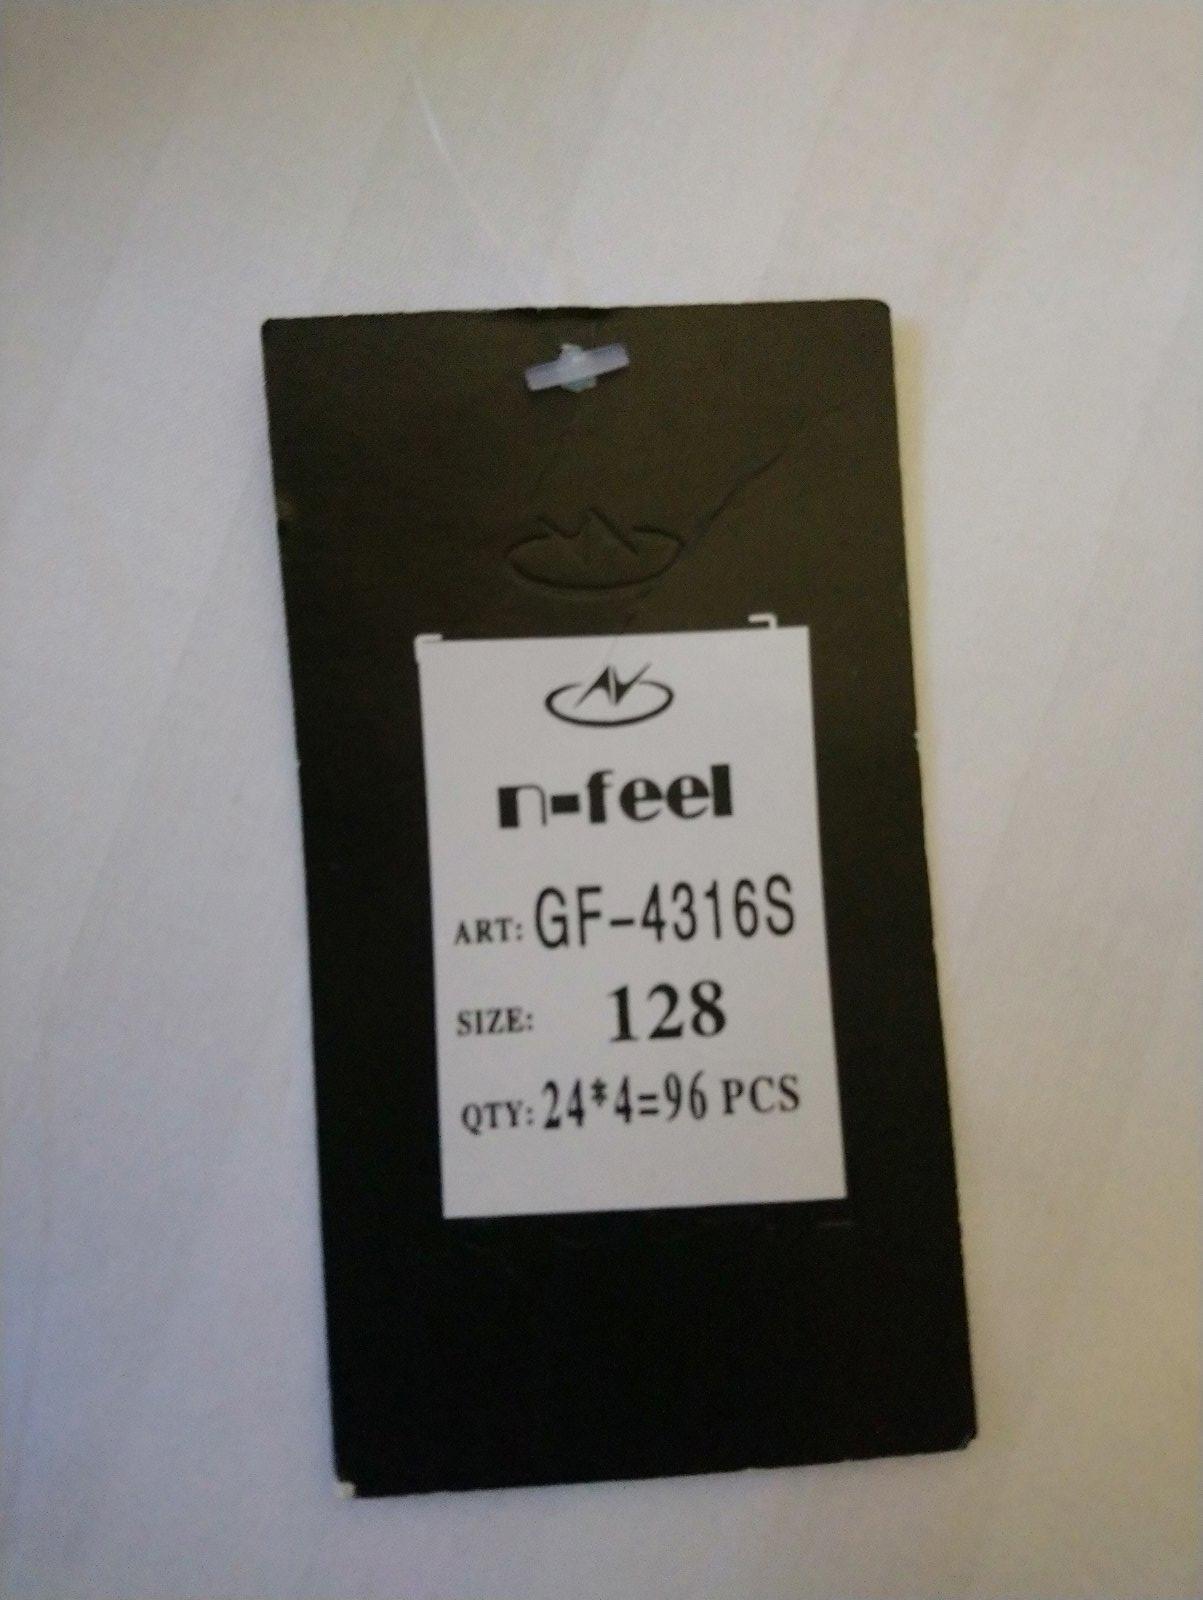 n-feel
ART: GF-4316S
SIZE: 128
QTY: 24*4=96 PCS